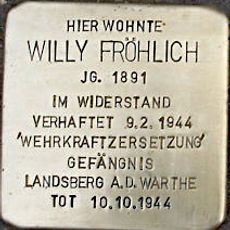 HIER WOHNTE
WILLY FRÖHLICH
JG. 1891
IM WIDERSTAND
VERHAFTET 9.2.1944
'WEHRKRAFTZERSETZUNG'
GEFÄNGNIS
LANDSBERG A.D. WARTHE
TOT 10.10.1944